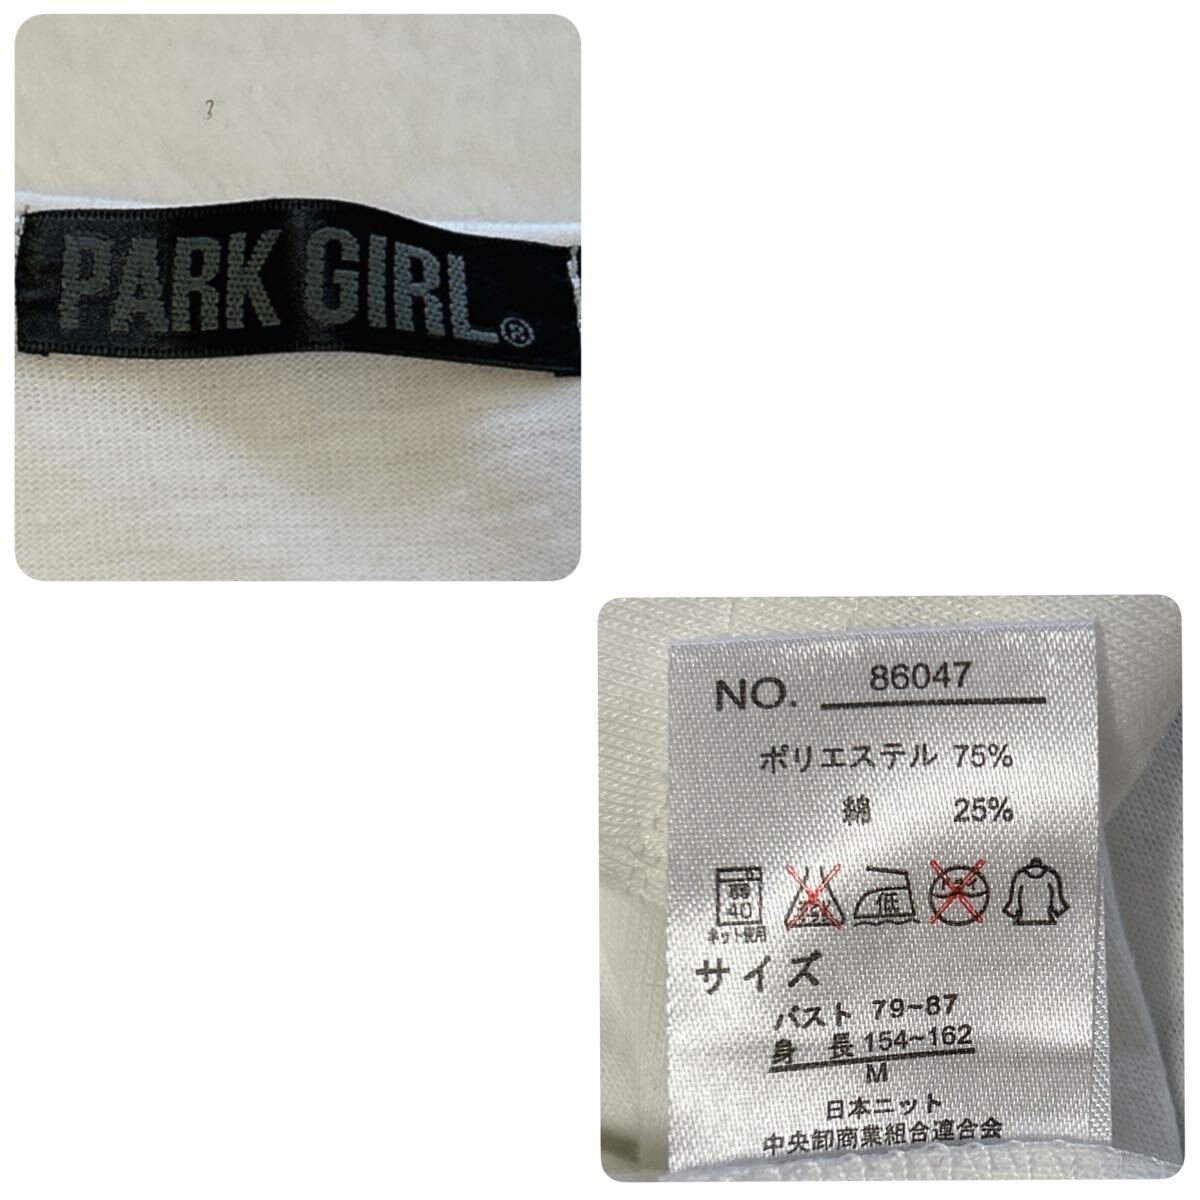 PARK GIRL®
NO. 86047
ポリエステル 75%
綿 25%
40 低
ネット使用
サイズ
バスト 79~87
身長 154~162
M
日本ニット
中央卸商業組合連合会